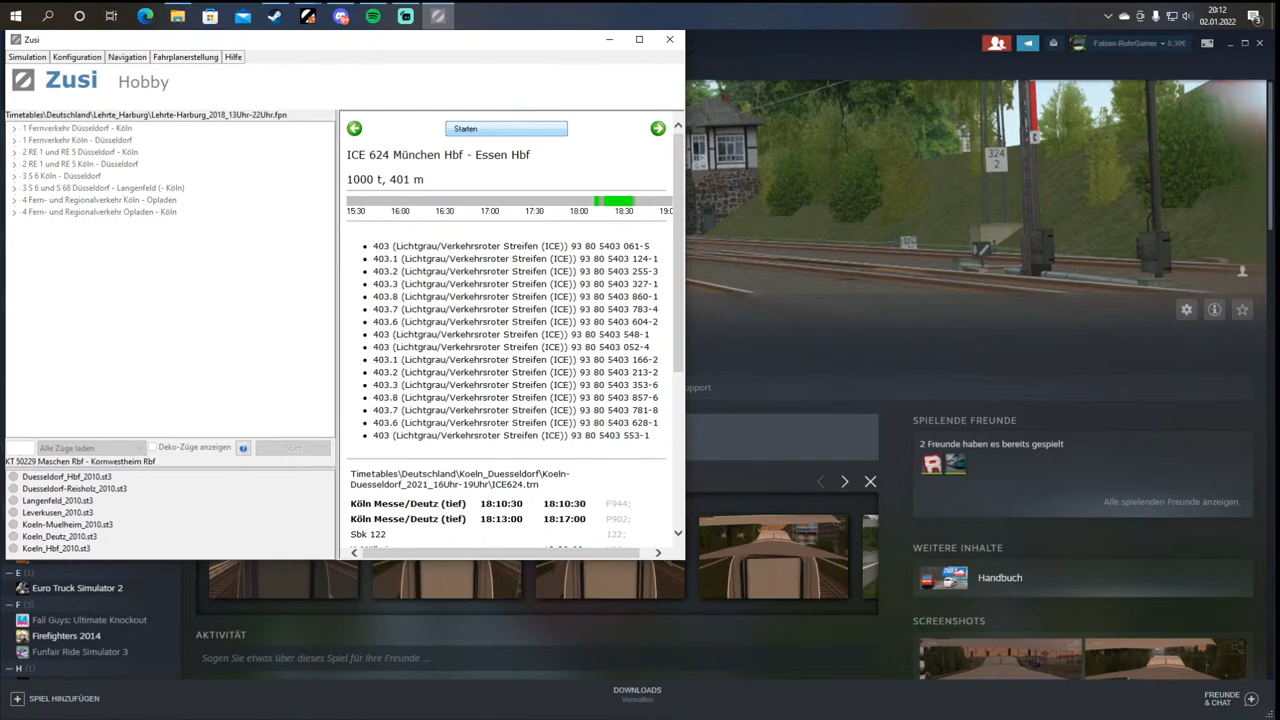 20:12
02.01.2022
Zusi
Simulation Konfiguration Navigation Fahrplanerstellung Hilfe
Zusi Hobby
Timetables\Deutschland\Lehrte_Harburg\Lehrte-Harburg_2018_13Uhr-22Uhr.fpn
1 Fernverkehr Düsseldorf - Köln
1 Fernverkehr Köln - Düsseldorf
2 RE 1 und RE 5 Düsseldorf - Köln
2 RE 1 und RE 5 Köln - Düsseldorf
3 S 6 Köln - Düsseldorf
3 S 6 und S 68 Düsseldorf - Langenfeld (- Köln)
4 Fern- und Regionalverkehr Köln - Opladen
4 Fern- und Regionalverkehr Opladen - Köln
Alle Züge laden
Deko-Züge anzeigen
Start
KT 50229 Maschen Rbf - Kornwestheim Rbf
Duesseldorf_Hbf_2010.st3
Duesseldorf-Reisholz_2010.st3
Langenfeld_2010.st3
Leverkusen_2010.st3
Koeln-Muelheim_2010.st3
Koeln_Deutz_2010.st3
Koeln_Hbf_2010.st3
Starten
ICE 624 München Hbf - Essen Hbf
1000 t, 401 m
15:30 16:00 16:30 17:00 17:30 18:00 18:30 19:0
403 (Lichtgrau/Verkehrsroter Streifen (ICE)) 93 80 5403 061-5
403.1 (Lichtgrau/Verkehrsroter Streifen (ICE)) 93 80 5403 124-1
403.2 (Lichtgrau/Verkehrsroter Streifen (ICE)) 93 80 5403 255-3
403.3 (Lichtgrau/Verkehrsroter Streifen (ICE)) 93 80 5403 327-1
403.8 (Lichtgrau/Verkehrsroter Streifen (ICE)) 93 80 5403 860-1
403.7 (Lichtgrau/Verkehrsroter Streifen (ICE)) 93 80 5403 783-4
403.6 (Lichtgrau/Verkehrsroter Streifen (ICE)) 93 80 5403 604-2
403 (Lichtgrau/Verkehrsroter Streifen (ICE)) 93 80 5403 548-1
403 (Lichtgrau/Verkehrsroter Streifen (ICE)) 93 80 5403 052-4
403.1 (Lichtgrau/Verkehrsroter Streifen (ICE)) 93 80 5403 166-2
403.2 (Lichtgrau/Verkehrsroter Streifen (ICE)) 93 80 5403 213-2
403.3 (Lichtgrau/Verkehrsroter Streifen (ICE)) 93 80 5403 353-6
403.8 (Lichtgrau/Verkehrsroter Streifen (ICE)) 93 80 5403 857-6
403.7 (Lichtgrau/Verkehrsroter Streifen (ICE)) 93 80 5403 781-8
403.6 (Lichtgrau/Verkehrsroter Streifen (ICE)) 93 80 5403 628-1
403 (Lichtgrau/Verkehrsroter Streifen (ICE)) 93 80 5403 553-1
Timetables\Deutschland\Koeln_Duesseldorf\Koeln-
Duesseldorf_2021_16Uhr-19Uhr\ICE624.trn
Köln Messe/Deutz (tief) 18:10:30 18:10:30 F944;
Köln Messe/Deutz (tief) 18:13:00 18:17:00 P902;
Sbk 122 122;
Fabian-RuhrGamer 0,30€
324
2
324
upport
SPIELENDE FREUNDE
2 Freunde haben es bereits gespielt
Alle spielenden Freunde anzeigen
WEITERE INHALTE
Handbuch
SCREENSHOTS
E (1)
Euro Truck Simulator 2
F (3)
Fall Guys: Ultimate Knockout
Firefighters 2014
Funfair Ride Simulator 3
H (1)
AKTIVITÄT
Sagen Sie etwas über dieses Spiel für Ihre Freunde ...
SPIEL HINZUFÜGEN
DOWNLOADS
Verwalten
FREUNDE
& CHAT